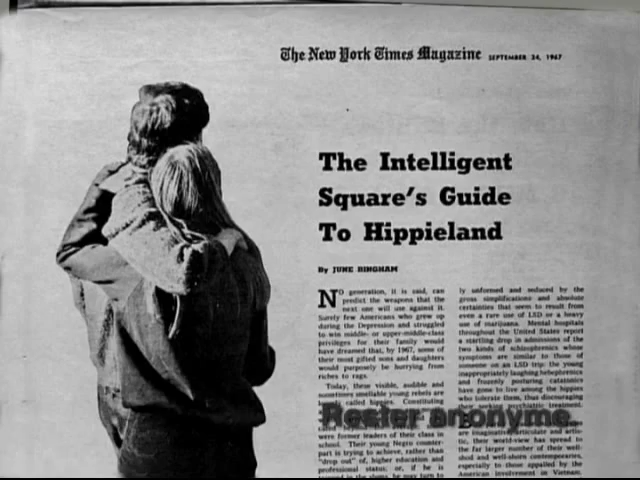 The New York Times Magazine SEPTEMBER 24, 1967
The Intelligent
Square's Guide
To Hippieland
By JUNE BINGHAM
NO generation, it is said, can
predict the weapons that the
next one will use against it.
Surely few Americans who grew up
during the Depression and struggled
to win middle- or upper-middle-class
privileges for their family would
have dreamed that, by 1967, some of
their most gifted sons and daughters
would purposely be hurrying from
riches to rags.
Today, these visible, audible and
sometimes smellable young rebels are
called hippies. Constituting
called
were former leaders of their class in
school. Their young Negro counter-
part is trying to achieve, rather than
"drop out" of, higher education and
professional status; or, if he is
ly unformed and seduced by the
gross simplifications and absolute
certainties that seem to result from
even a rare use of LSD or a heavy
use of marijuana. Mental hospitals
throughout the United States report
a startling drop in admissions of the
two kinds of schizophrenics whose
symptoms are similar to those of
someone on an LSD trip: the young
inappropriately laughing hebephrenics
and frozenly posturing catatonics
have gone to live among the hippies
who tolerate them, thus discouraging
their seeking psychiatric treatment.
Resler anonyme.
are imaginative, articulate and artis-
tic, their world-view has spread to
the far larger number of their well-
shod and well-shorn contemporaries,
especially to those appalled by the
American involvement in Vietnam.